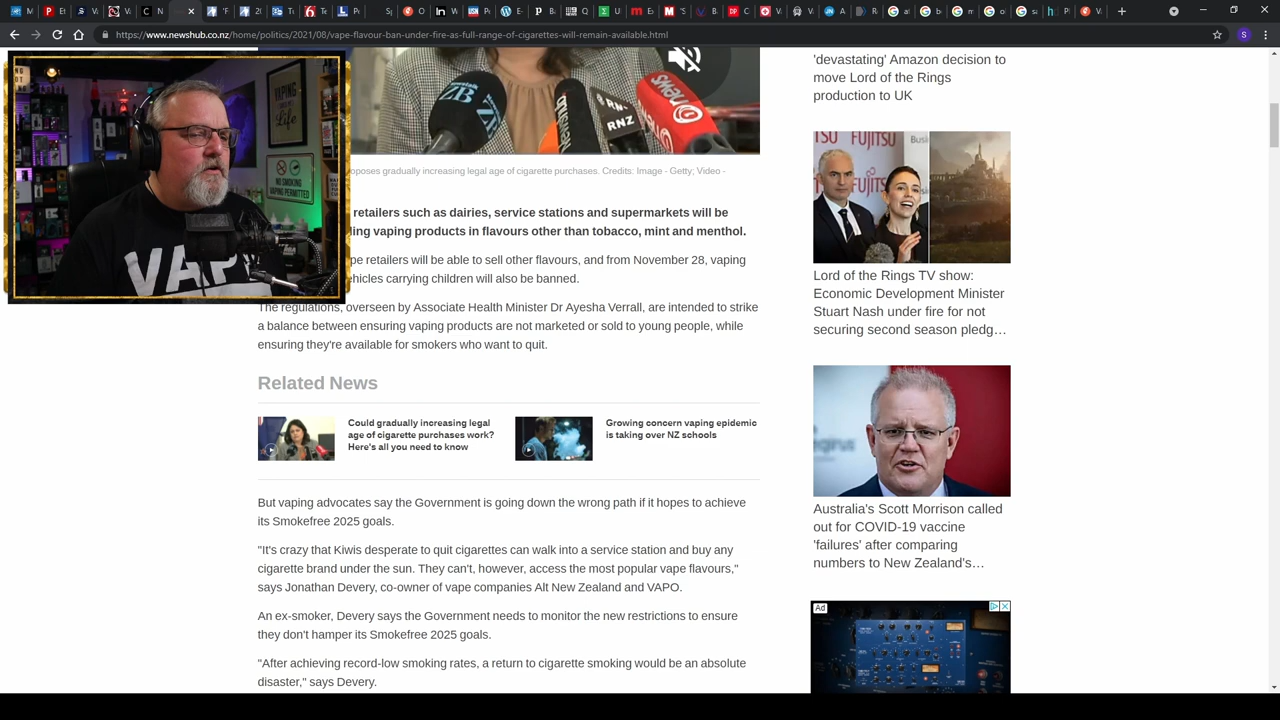 https://www.newshub.co.nz/home/politics/2021/08/vape-flavour-ban-under-fire-as-full-range-of-cigarettes-will-remain-available.html
VAPING
Life
NO SMOKING
VAPING PERMITTED
VAP
ZB
RNZ
newshub
TSU FUJITSU
oposes gradually increasing legal age of cigarette purchases. Credits: Image - Getty; Video -
retailers such as dairies, service stations and supermarkets will be
ing vaping products in flavours other than tobacco, mint and menthol.
pe retailers will be able to sell other flavours, and from November 28, vaping
ehicles carrying children will also be banned.
The regulations, overseen by Associate Health Minister Dr Ayesha Verrall, are intended to strike
a balance between ensuring vaping products are not marketed or sold to young people, while
ensuring they're available for smokers who want to quit.
Related News
Could gradually increasing legal
age of cigarette purchases work?
Here's all you need to know
Growing concern vaping epidemic
is taking over NZ schools
But vaping advocates say the Government is going down the wrong path if it hopes to achieve
its Smokefree 2025 goals.
"It's crazy that Kiwis desperate to quit cigarettes can walk into a service station and buy any
cigarette brand under the sun. They can't, however, access the most popular vape flavours,"
says Jonathan Devery, co-owner of vape companies Alt New Zealand and VAPO.
An ex-smoker, Devery says the Government needs to monitor the new restrictions to ensure
they don't hamper its Smokefree 2025 goals.
"After achieving record-low smoking rates, a return to cigarette smoking would be an absolute
disaster," says Devery.
'devastating' Amazon decision to
move Lord of the Rings
production to UK
Lord of the Rings TV show:
Economic Development Minister
Stuart Nash under fire for not
securing second season pledg…
Australia's Scott Morrison called
out for COVID-19 vaccine
'failures' after comparing
numbers to New Zealand's…
Ad